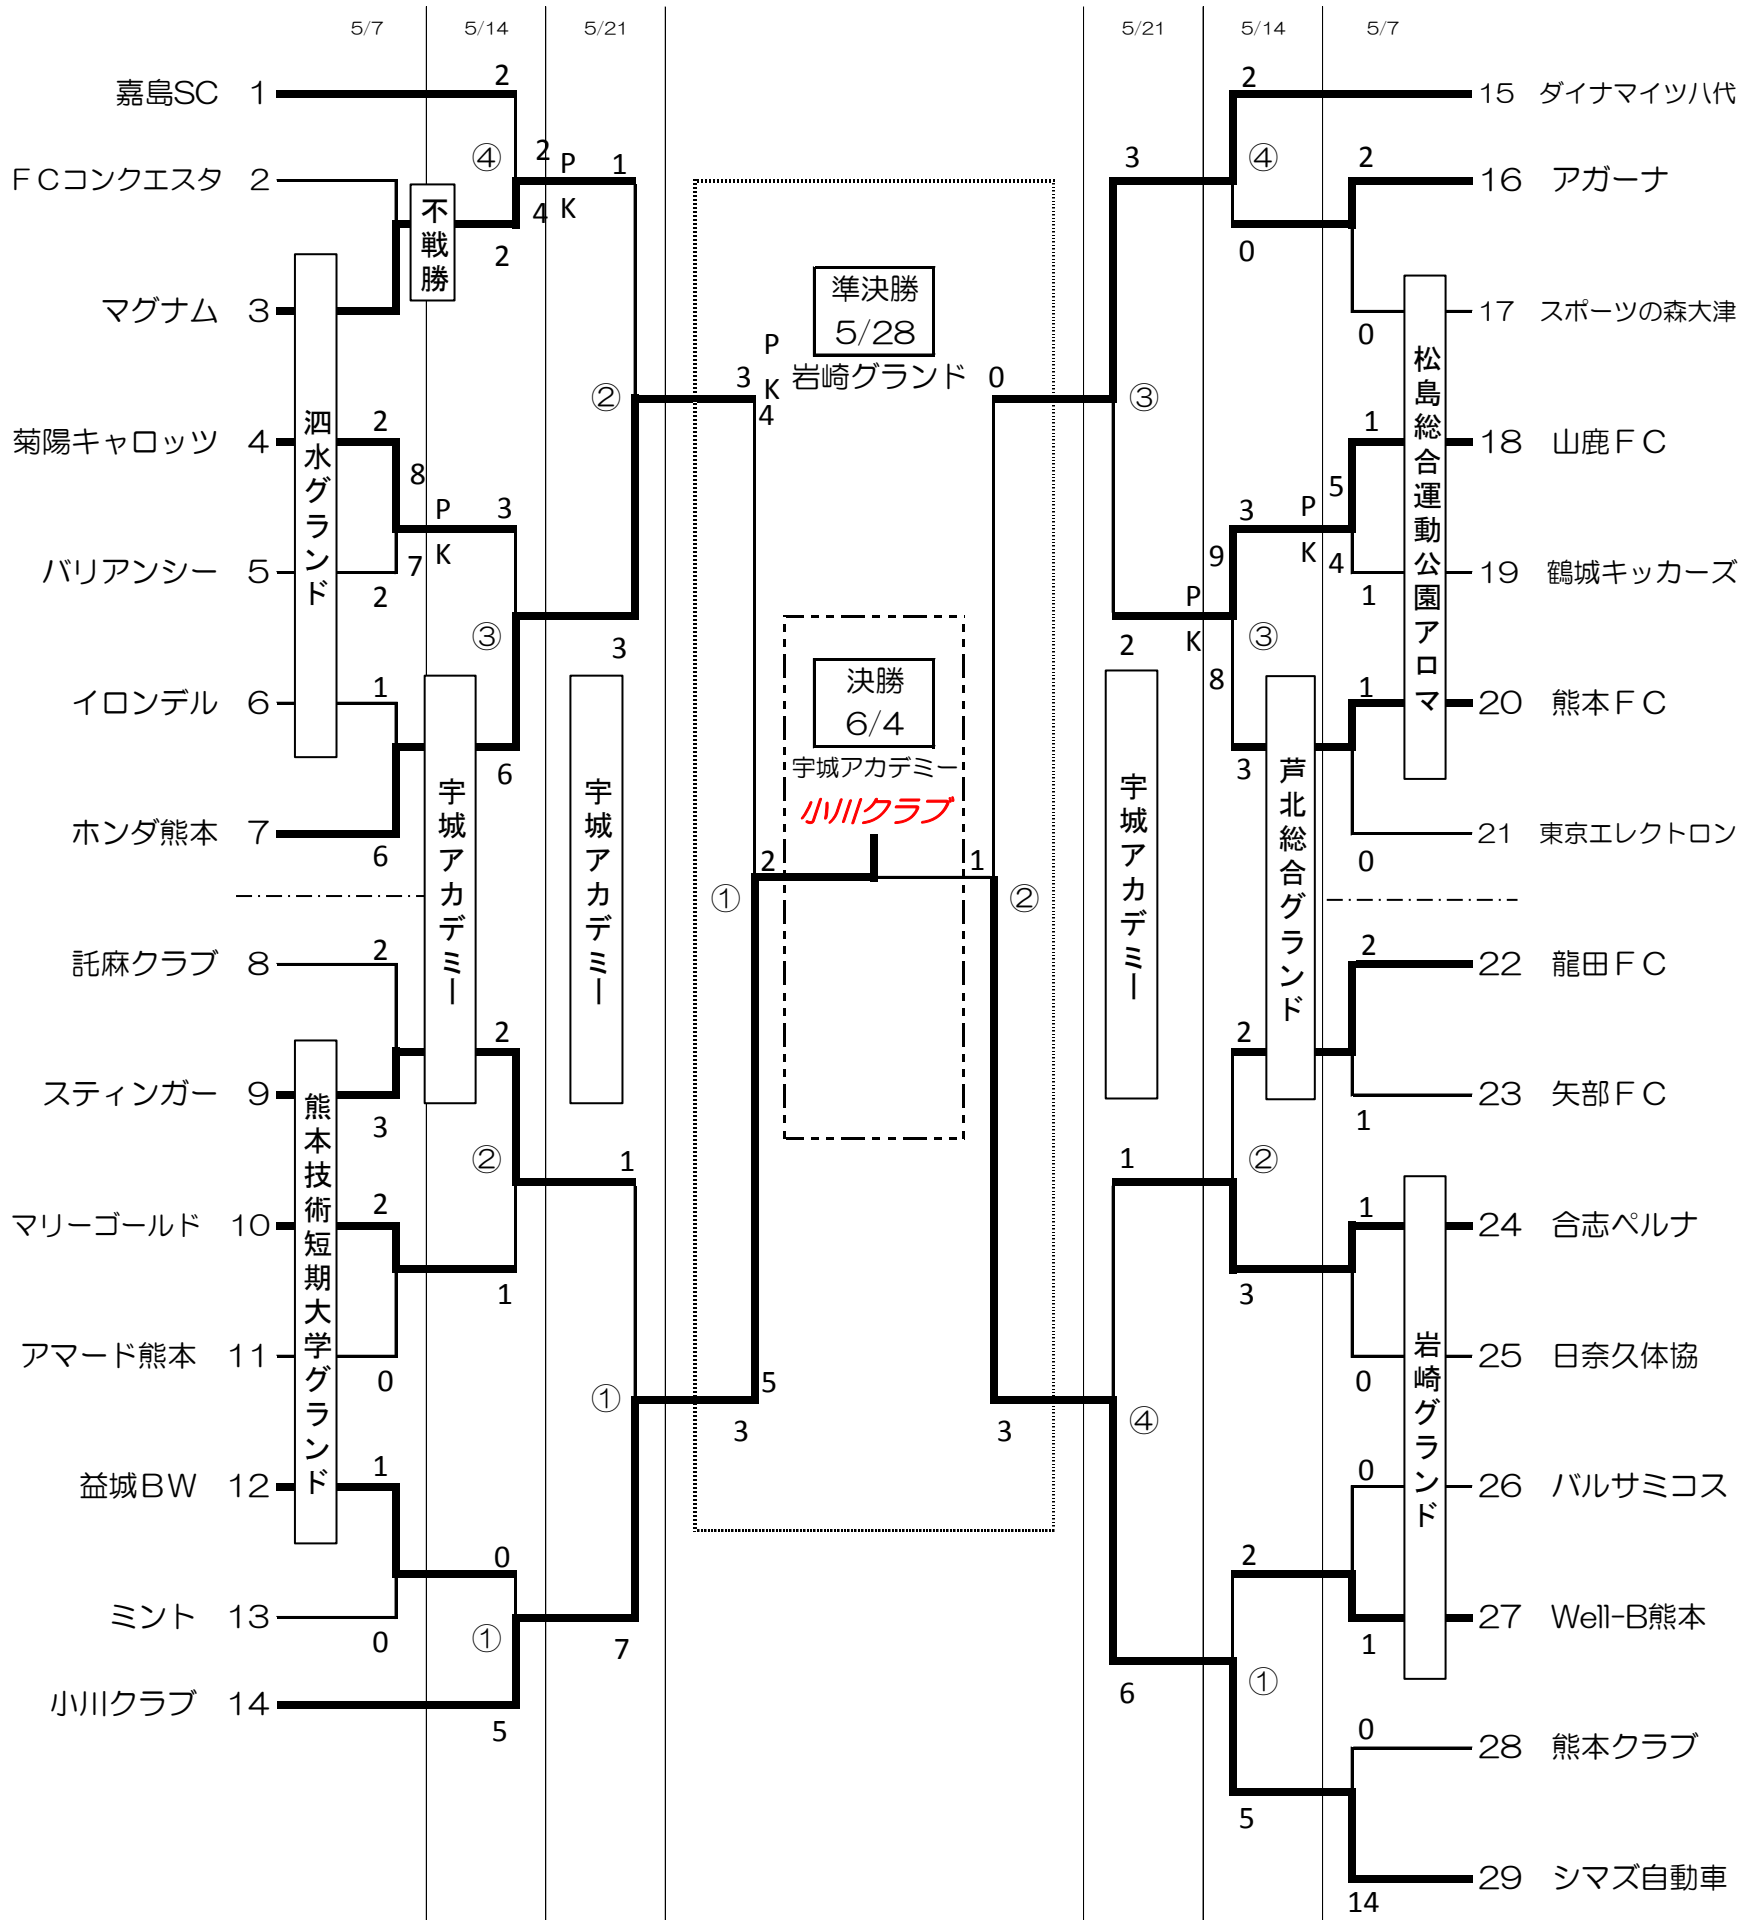 5/7 5/14 5/21 5/21 5/14 5/7
嘉島SC 1
2
2
15 ダイナマイツ八代
FCコンクエスタ 2
④
2
PK
4
1
3
④
2
16 アガーナ
不戦勝
2
0
マグナム 3
準決勝
5/28
岩崎グランド
0
17 スポーツの森大津
泗水グランド
松島総合運動公園アロマ
②
3
PK
4
0
③
菊陽キャロッツ 4
2
1
18 山鹿FC
8
PK
7
3
3
PK
5
4
バリアンシー 5
2
9
PK
8
1
19 鶴城キッカーズ
③
3
2
③
イロンデル 6
1
決勝
6/4
宇城アカデミー
小川クラブ
1
20 熊本FC
宇城アカデミー
宇城アカデミー
宇城アカデミー
芦北総合グランド
6
3
ホンダ熊本 7
6
0
21 東京エレクトロン
①
2
1
②
託麻クラブ 8
2
2
22 龍田FC
2
2
スティンガー 9
3
1
23 矢部FC
熊本技術短期大学グランド
岩崎グランド
②
1
1
②
マリーゴールド 10
2
1
24 合志ペルナ
1
3
アマード熊本 11
0
0
25 日奈久体協
①
5
3
3
④
益城BW 12
1
0
26 バルサミコス
0
2
ミント 13
0
①
7
1
27 Well-B熊本
小川クラブ 14
5
6
①
0
28 熊本クラブ
5
14
29 シマズ自動車